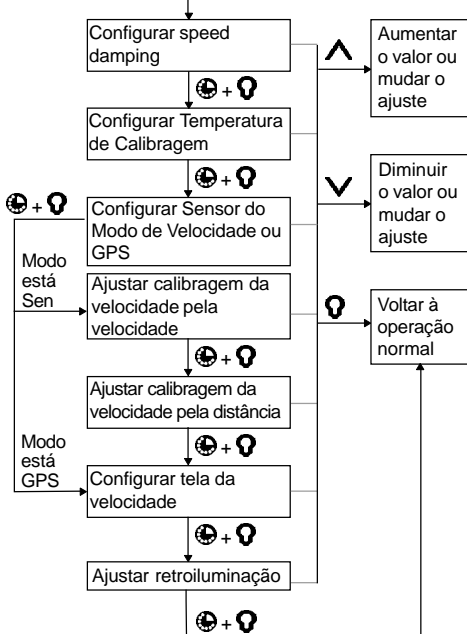 Configurar speed
damping
+
Configurar Temperatura
de Calibragem
+
+
Configurar Sensor do
Modo de Velocidade ou
GPS
Modo
está
Sen
Ajustar calibragem da
velocidade pela
velocidade
+
Ajustar calibragem da
velocidade pela distância
+
Modo
está
GPS
Configurar tela da
velocidade
+
Ajustar retroiluminação
+
Aumentar
o valor ou
mudar o
ajuste
Diminuir
o valor ou
mudar o
ajuste
Voltar à
operação
normal